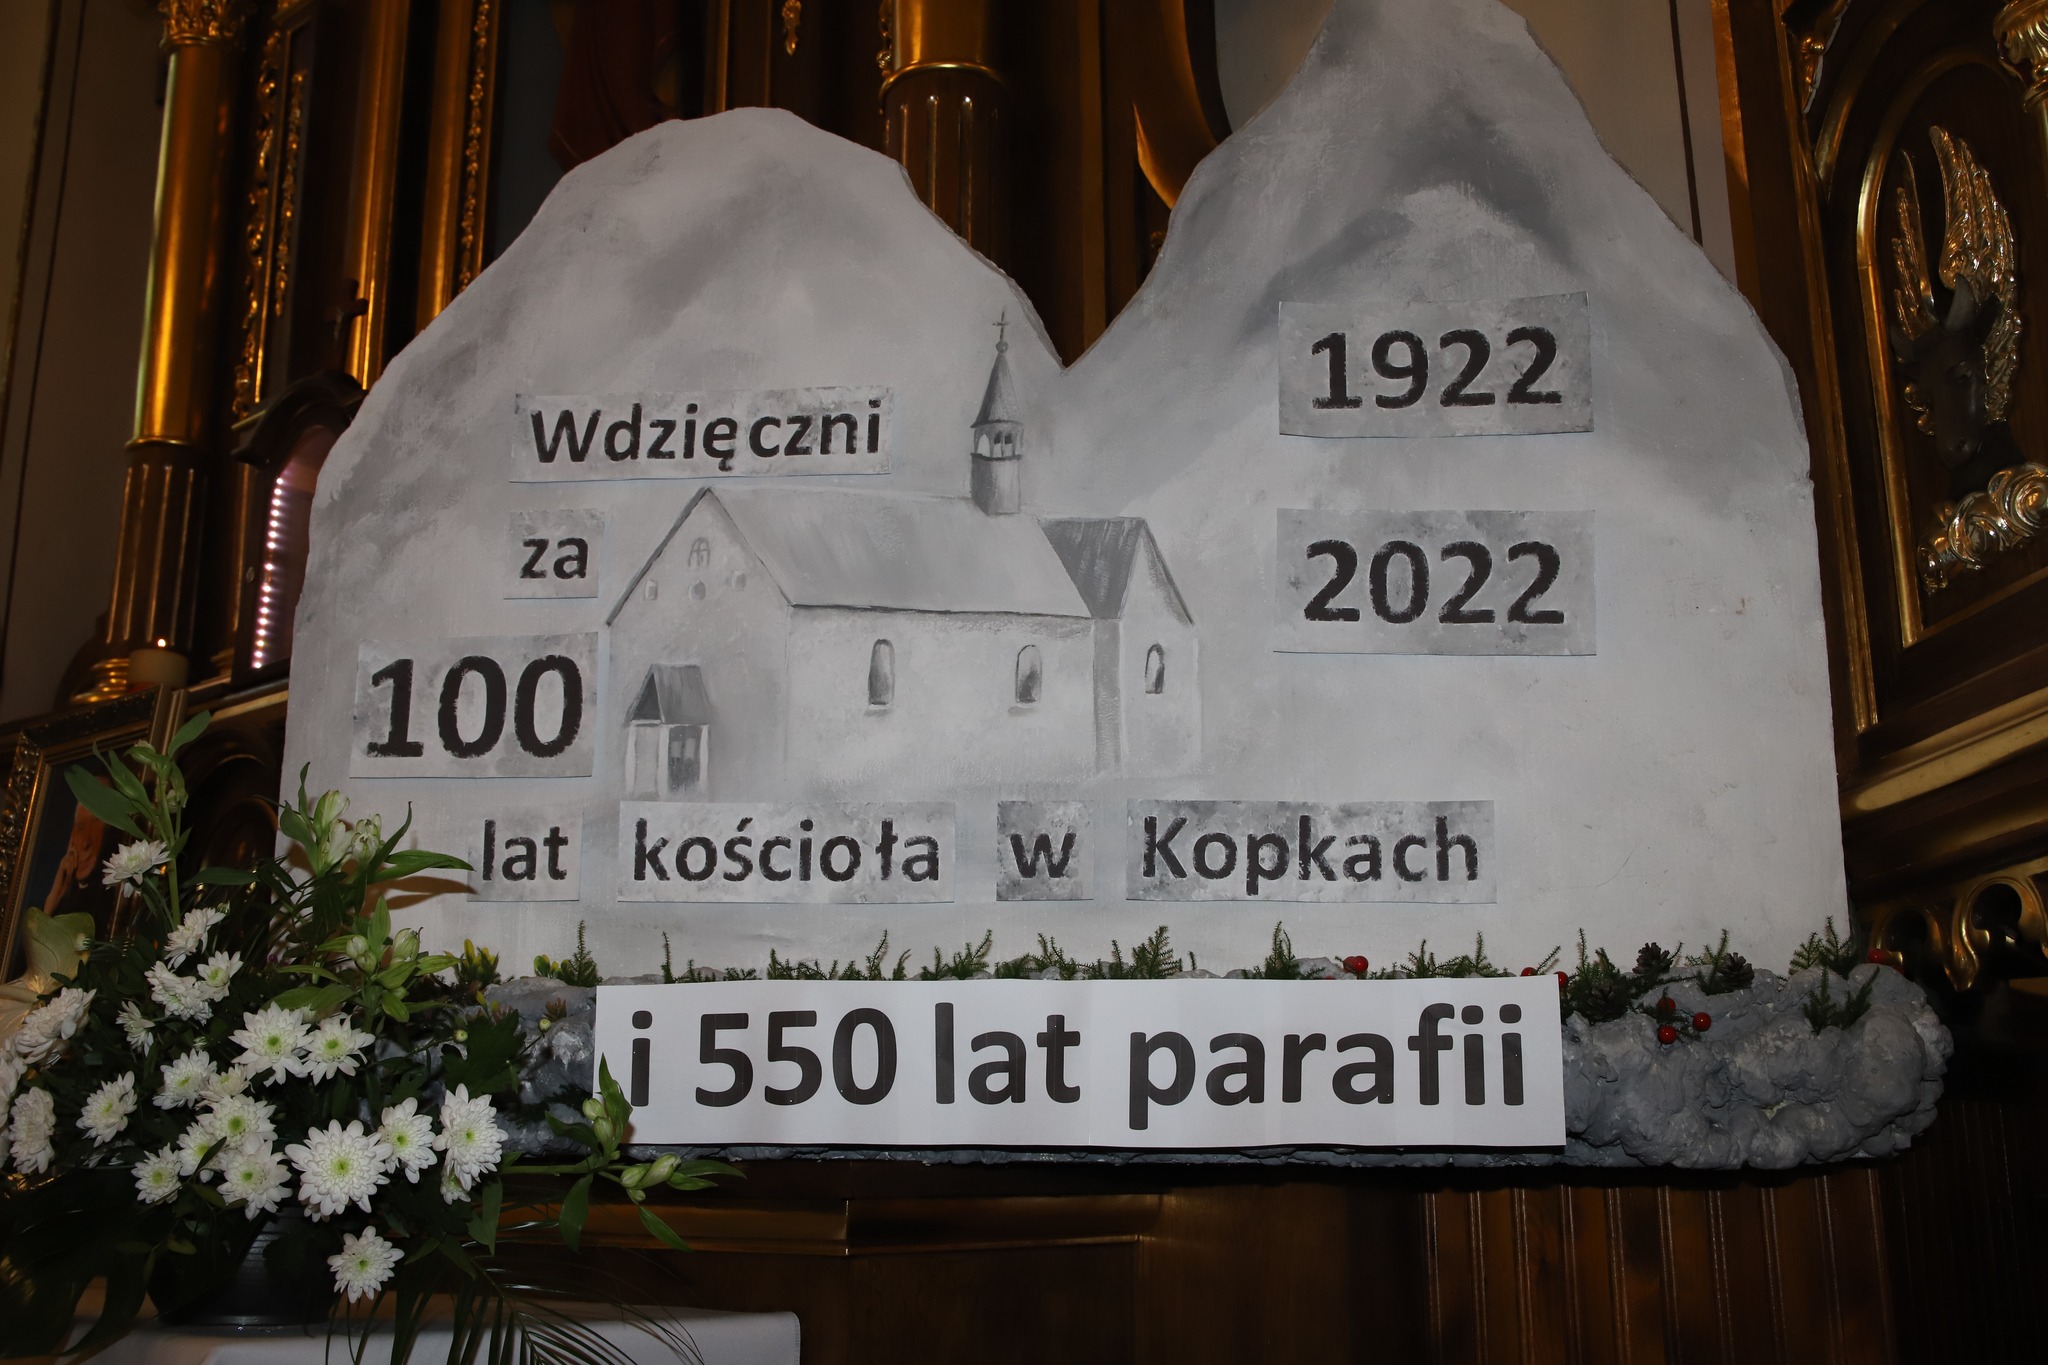 Wdzięczni
za
100
lat kościoła w Kopkach
1922
2022
i 550 lat parafii